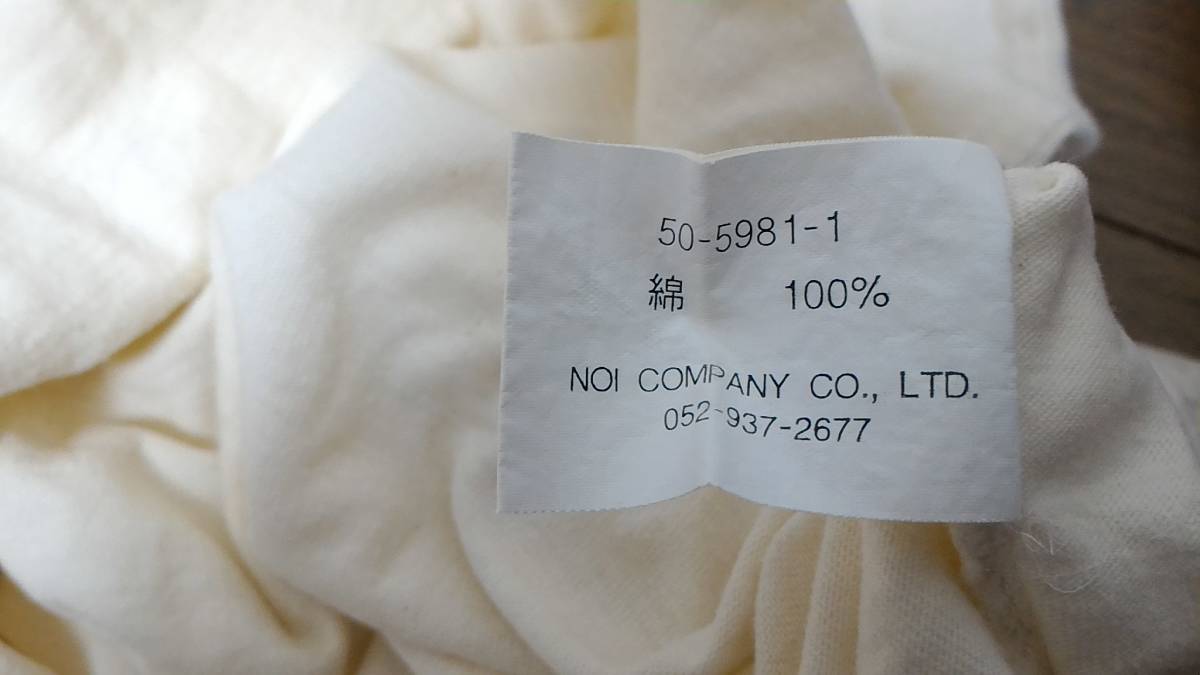 50-5981-1
綿 100%
NOI COMPANY CO., LTD.
052-937-2677